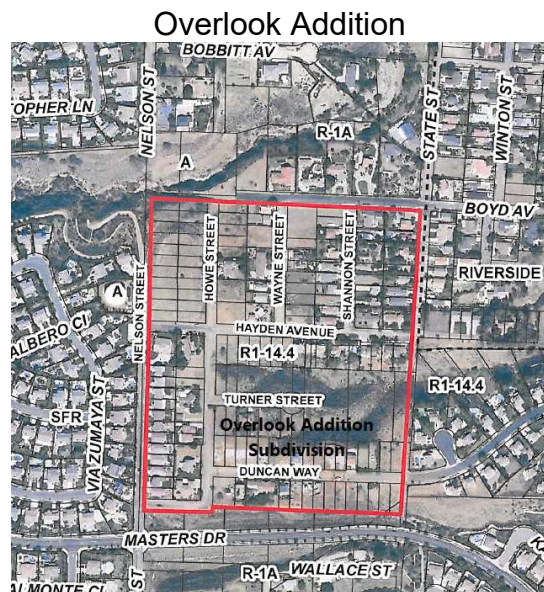 Overlook Addition
BOBBITT AV
TOPHER LN
NELSON ST
R-1A
STATE ST
WINTON ST
A
BOYD AV
HOWE STREET
WAYNE STREET
SHANNON STREET
NELSON STREET
RIVERSIDE
A
HAYDEN AVENUE
ALBERO CI
R1-14.4
R1-14.4
TURNER STREET
SFR
VIA ZUMAYA ST
Overlook Addition
Subdivision
DUNCAN WAY
MASTERS DR
ST
R-1A
WALLACE ST
ALMONTE CI